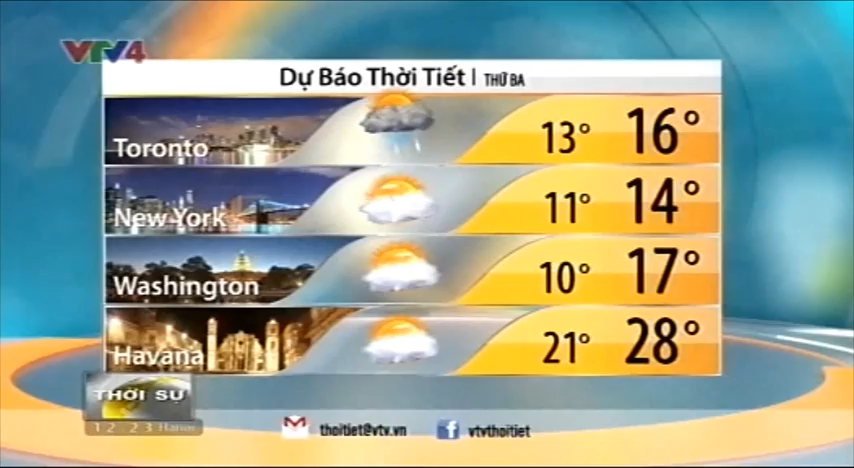 VTV4
Dự Báo Thời Tiết | THỨ BA
Toronto 13° 16°
New York 11° 14°
Washington 10° 17°
Havana 21° 28°
THỜI SỰ
12 23 Hanoi
thoitiet@vtv.vn vtvthoitiet